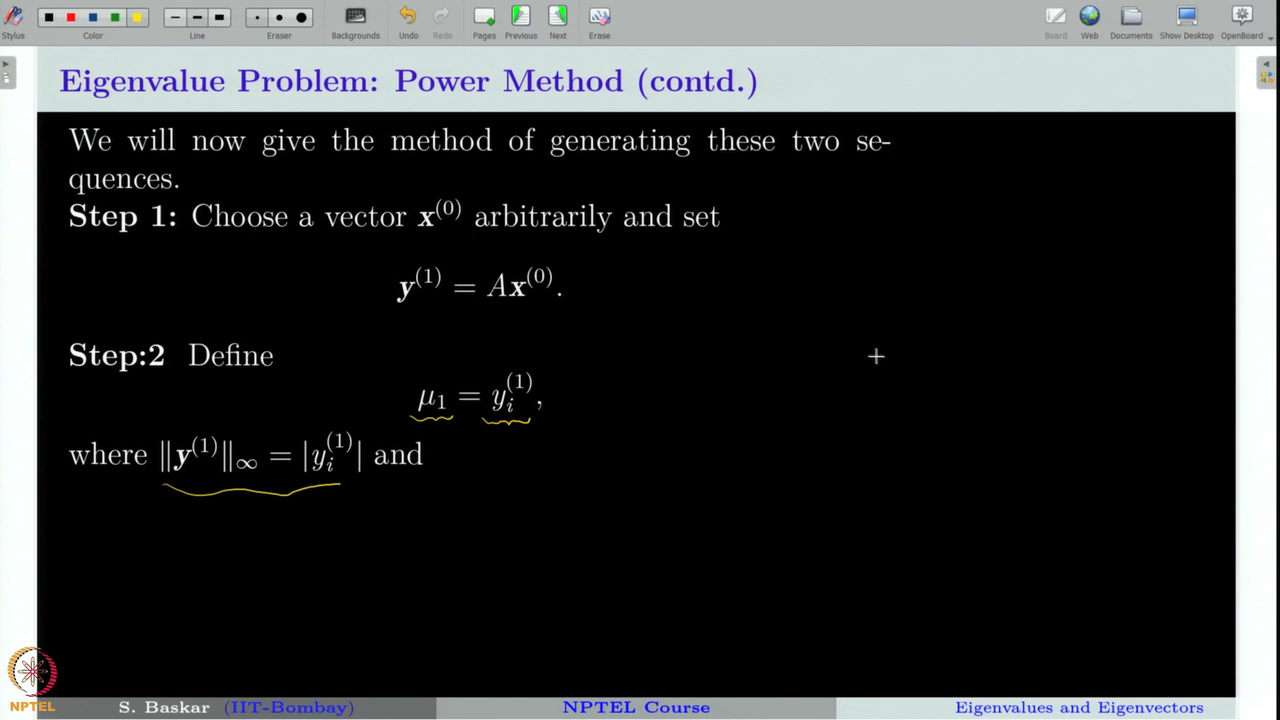 Stylus Color Line Eraser Backgrounds Undo Redo Pages Previous Next Erase Board Web Documents Show Desktop OpenBoard
Eigenvalue Problem: Power Method (contd.)
We will now give the method of generating these two se-
quences.
Step 1: Choose a vector x⁽⁰⁾ arbitrarily and set
y⁽¹⁾ = Ax⁽⁰⁾.
Step:2 Define
μ₁ = yᵢ⁽¹⁾,
where ‖y⁽¹⁾‖∞ = |yᵢ⁽¹⁾| and
NPTEL
S. Baskar (IIT-Bombay) NPTEL Course Eigenvalues and Eigenvectors